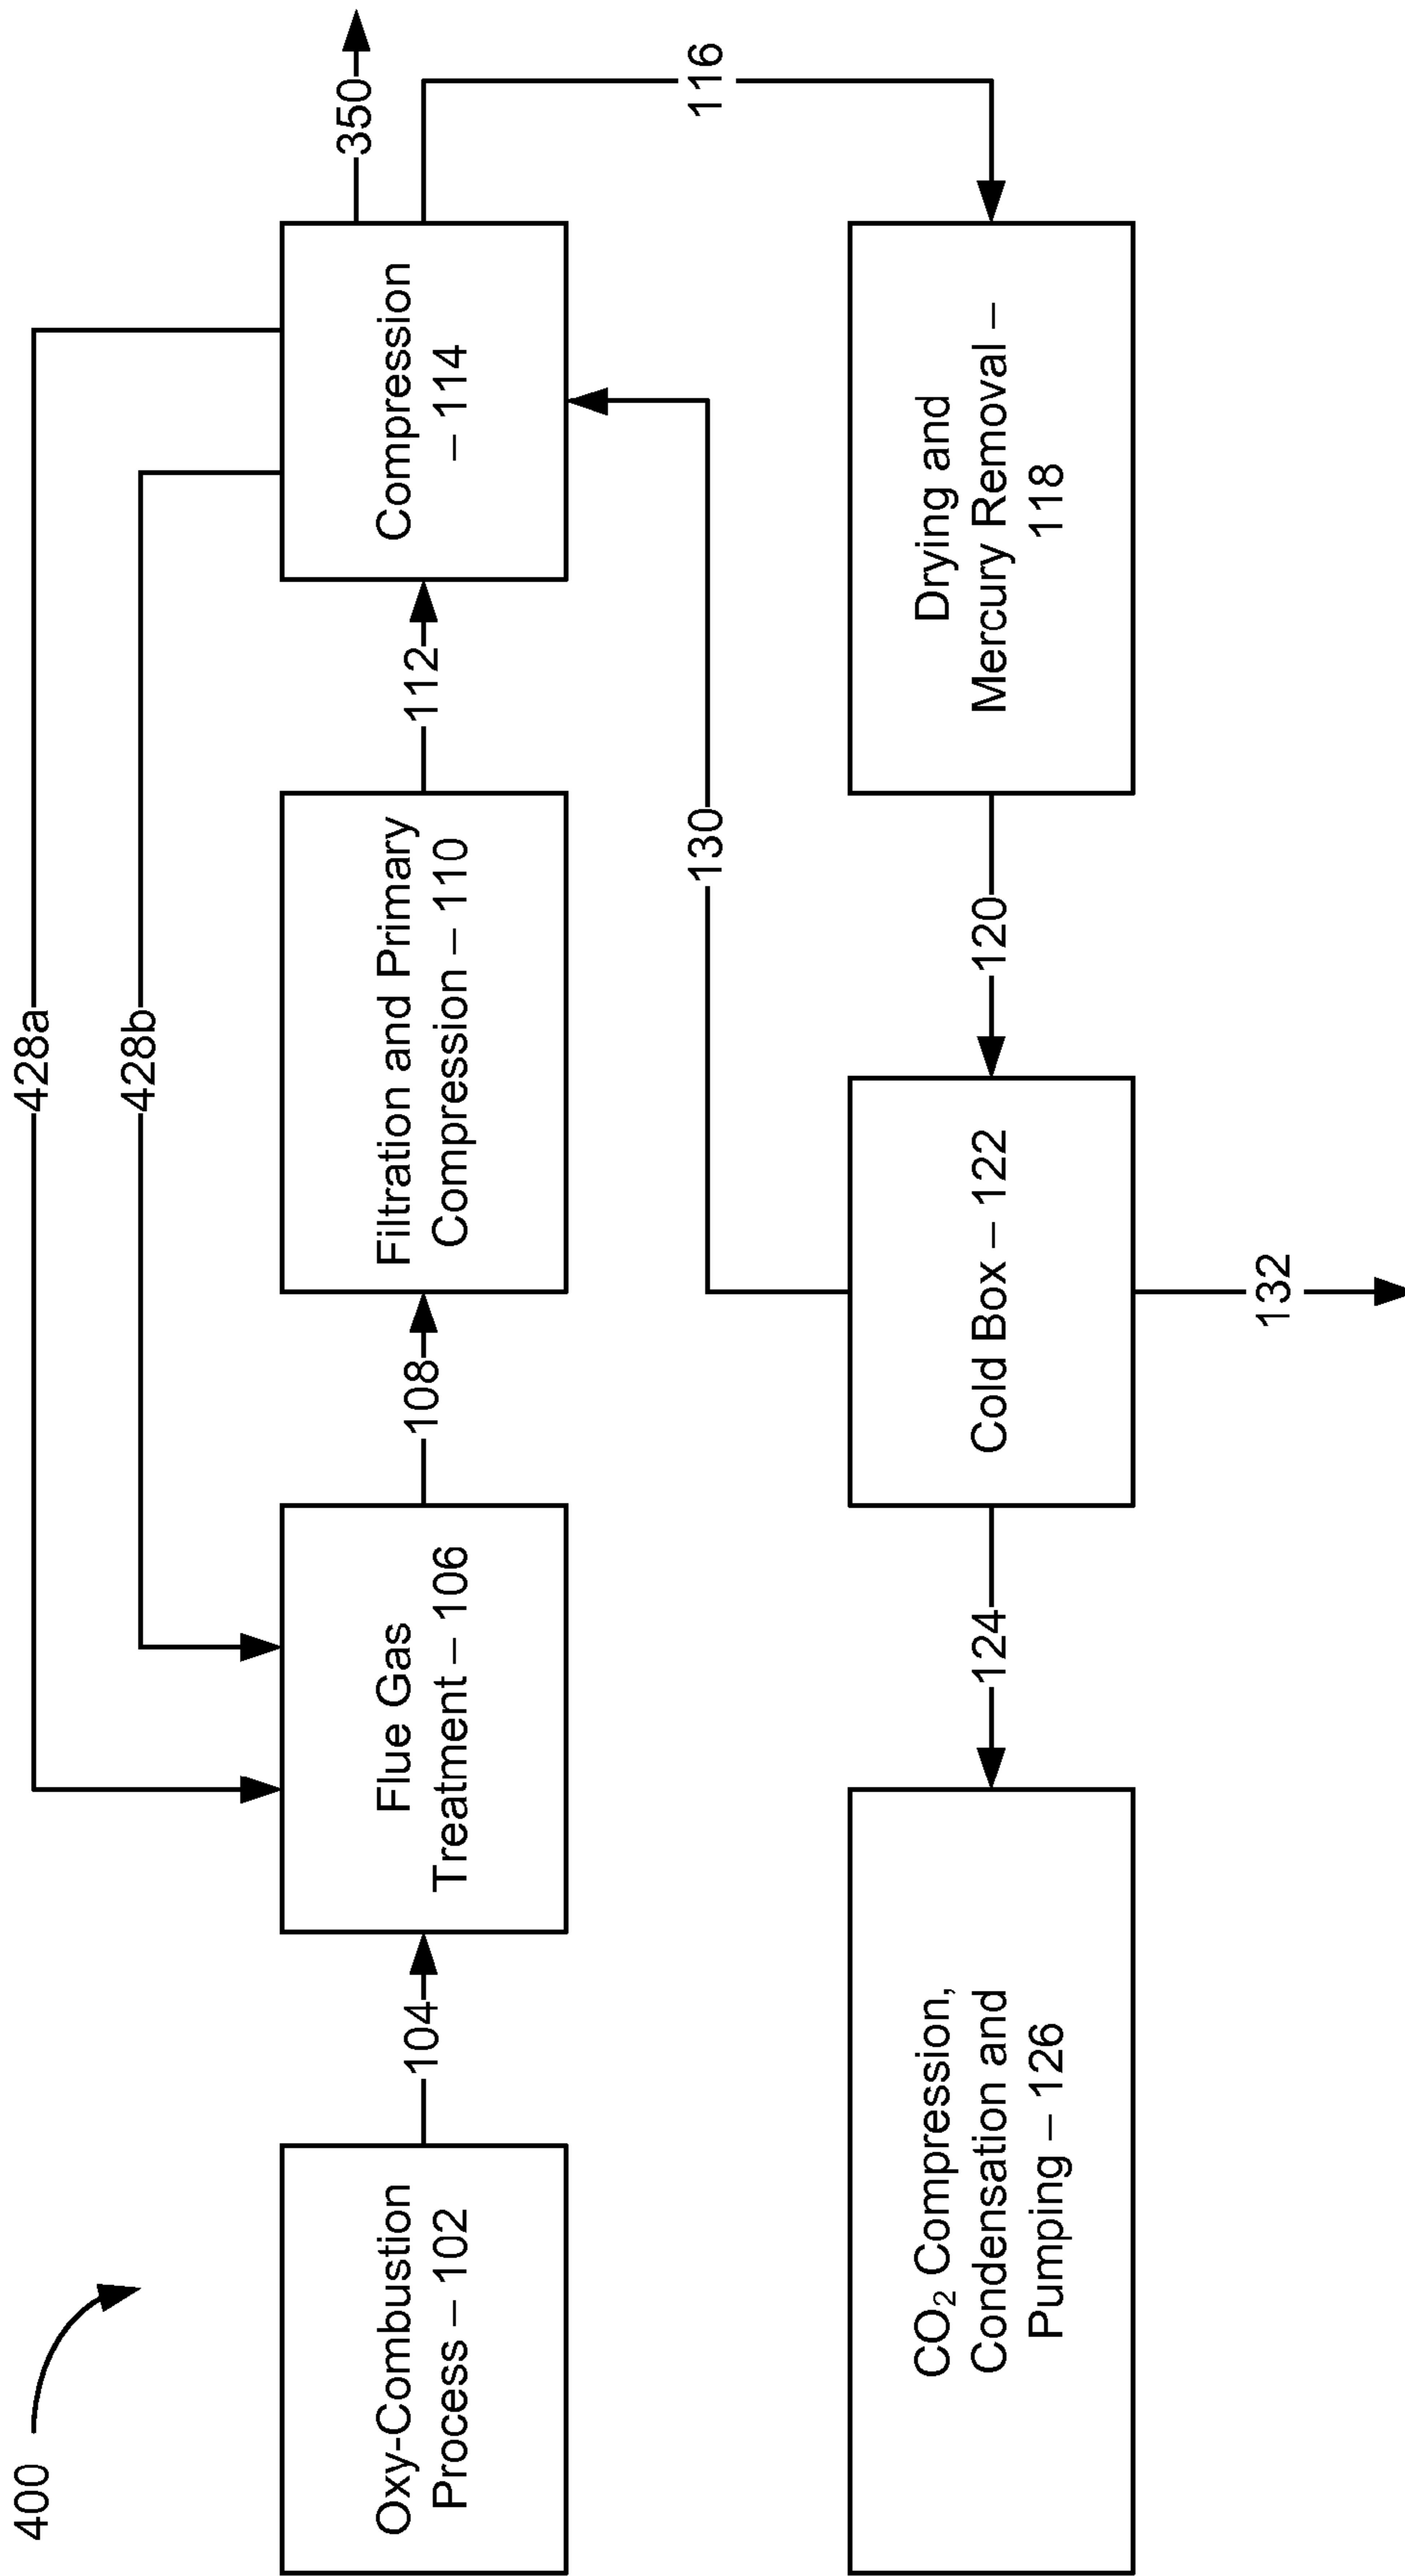 400
428a
428b
350
Oxy-Combustion
Process – 102
104
Flue Gas
Treatment – 106
108
Filtration and Primary
Compression – 110
112
Compression
– 114
116
130
CO₂ Compression,
Condensation and
Pumping – 126
124
Cold Box – 122
120
Drying and
Mercury Removal –
118
132